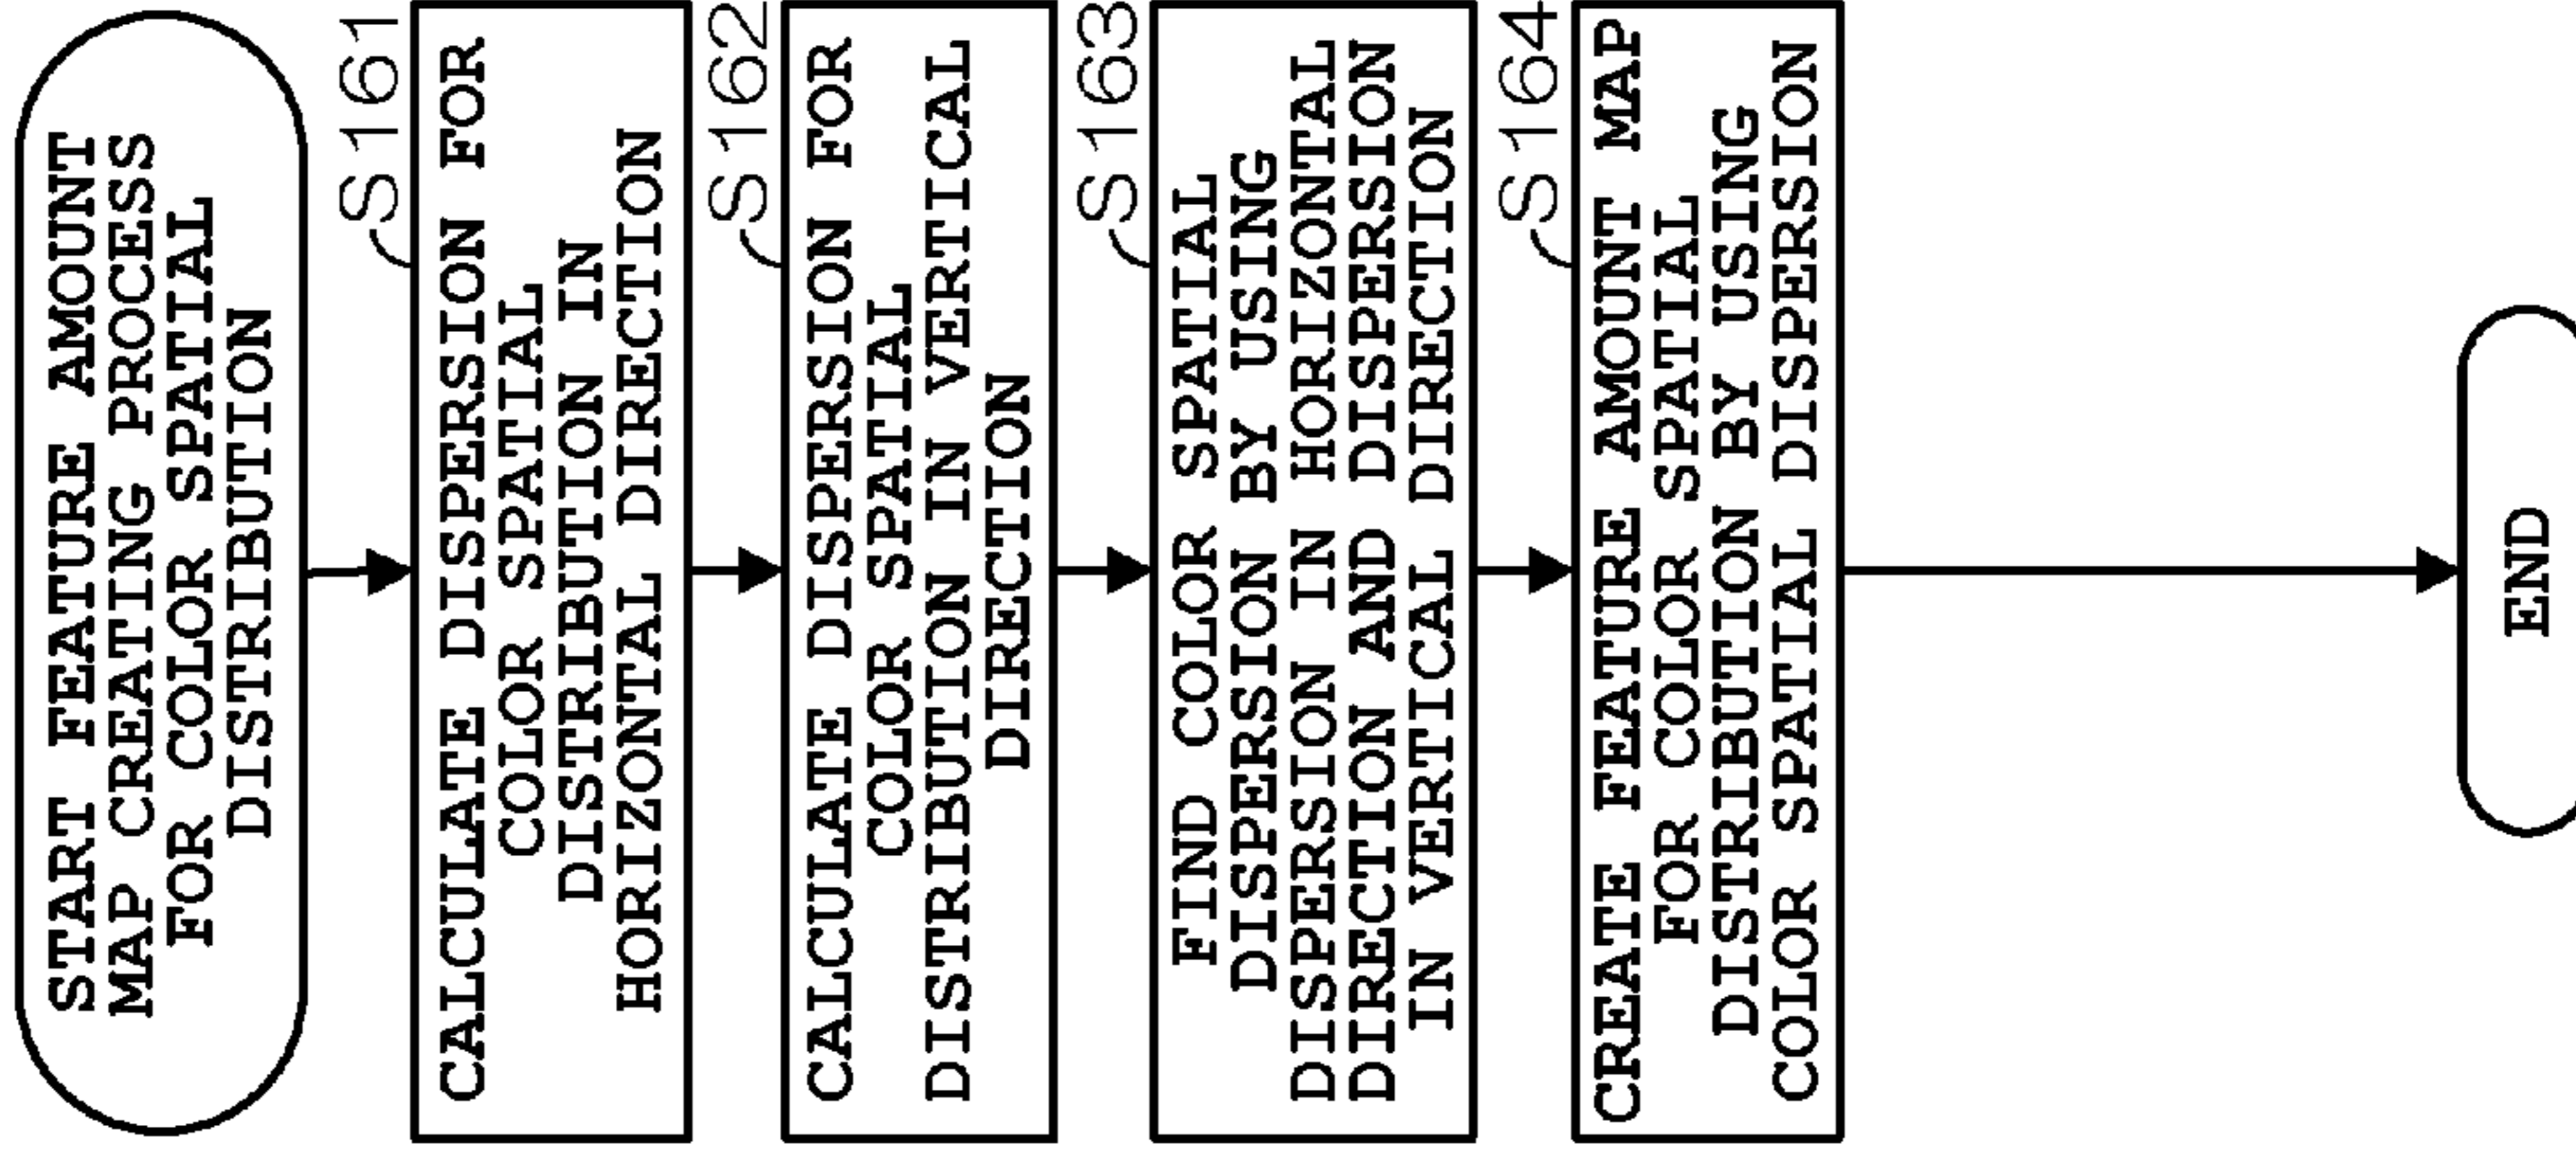 START FEATURE AMOUNT
MAP CREATING PROCESS
FOR COLOR SPATIAL
DISTRIBUTION
S161
CALCULATE DISPERSION FOR
COLOR SPATIAL
DISTRIBUTION IN
HORIZONTAL DIRECTION
S162
CALCULATE DISPERSION FOR
COLOR SPATIAL
DISTRIBUTION IN VERTICAL
DIRECTION
S163
FIND COLOR SPATIAL
DISPERSION BY USING
DISPERSION IN HORIZONTAL
DIRECTION AND DISPERSION
IN VERTICAL DIRECTION
S164
CREATE FEATURE AMOUNT MAP
FOR COLOR SPATIAL
DISTRIBUTION BY USING
COLOR SPATIAL DISPERSION
END